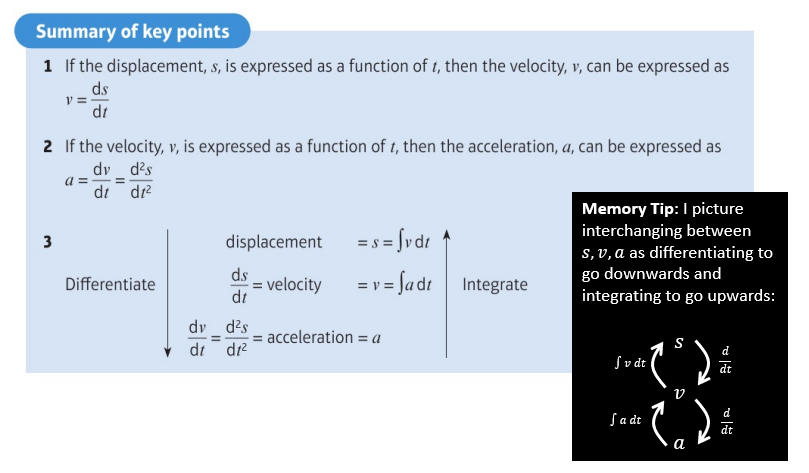 Summary of key points
1 If the displacement, s, is expressed as a function of t, then the velocity, v, can be expressed as
v = ds/dt
2 If the velocity, v, is expressed as a function of t, then the acceleration, a, can be expressed as
a = dv/dt = d²s/dt²
3 displacement = s = ∫v dt
Differentiate ds/dt = velocity = v = ∫a dt Integrate
dv/dt = d²s/dt² = acceleration = a
Memory Tip: I picture
interchanging between
s, v, a as differentiating to
go downwards and
integrating to go upwards:
s
∫ v dt d/dt
v
∫ a dt d/dt
a